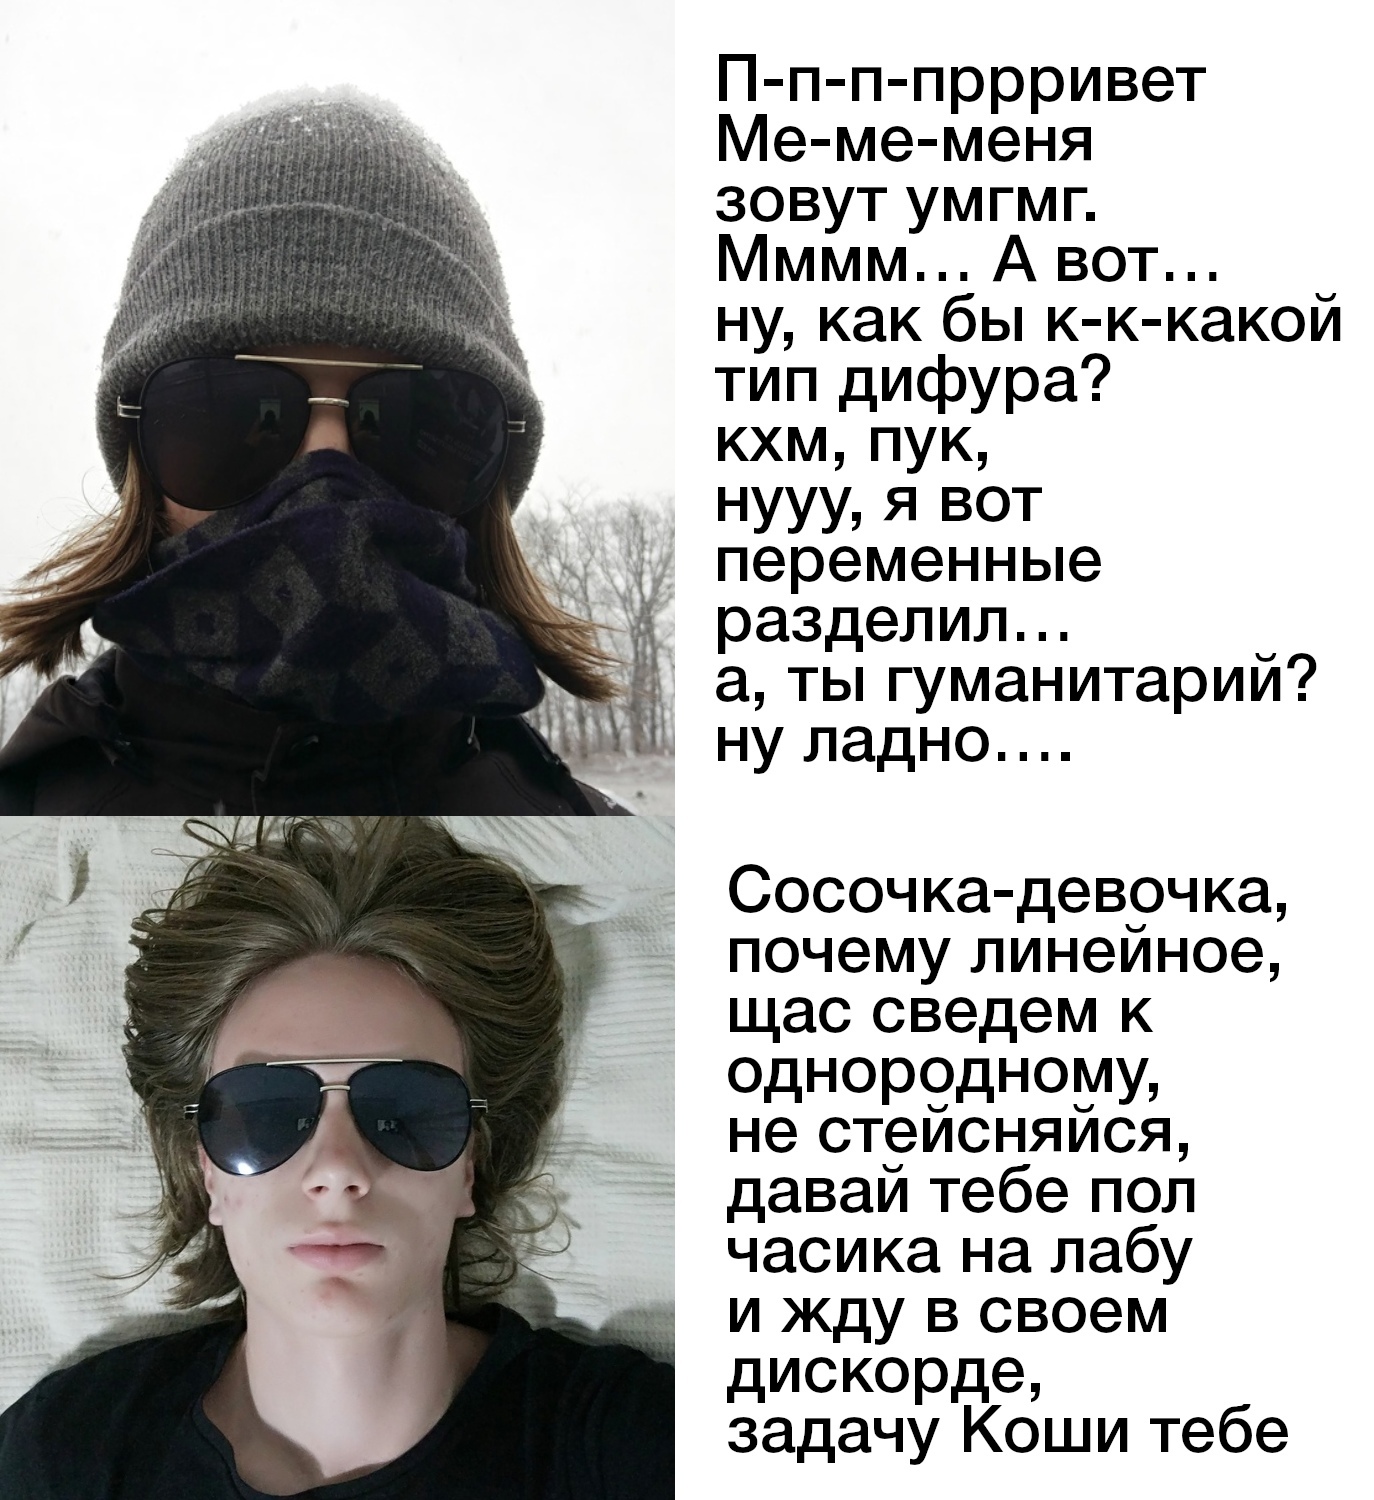 П-п-п-прррривет
Ме-ме-меня
зовут умгмг.
Мммм… А вот…
ну, как бы к-к-какой
тип дифура?
кхм, пук,
нууу, я вот
переменные
разделил…
а, ты гуманитарий?
ну ладно….
Сосочка-девочка,
почему линейное,
щас сведем к
однородному,
не стейсняйся,
давай тебе пол
часика на лабу
и жду в своем
дискорде,
задачу Коши тебе